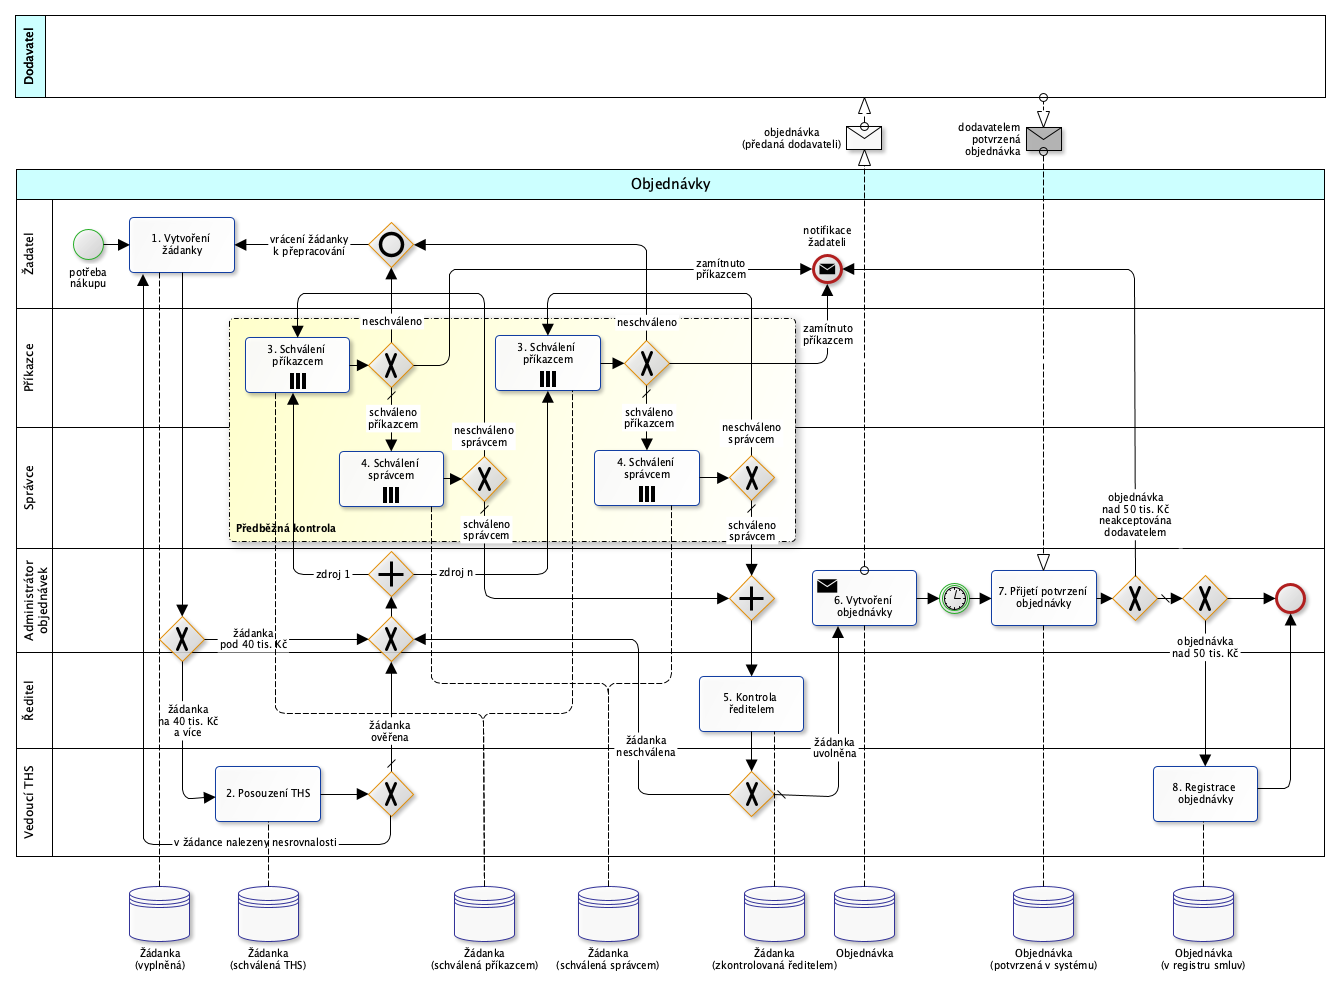 Dodavatel
objednávka
(předaná dodavateli)
dodavatelem
potvrzená
objednávka
Objednávky
Žadatel
potřeba
nákupu
1. Vytvoření
žádanky
vrácení žádanky
k přepracování
zamítnuto
příkazcem
notifikace
žadateli
Příkazce
3. Schválení
příkazcem
neschváleno
schváleno
příkazcem
3. Schválení
příkazcem
neschváleno
schváleno
příkazcem
zamítnuto
příkazcem
Správce
4. Schválení
správcem
neschváleno
správcem
schváleno
správcem
4. Schválení
správcem
neschváleno
správcem
schváleno
správcem
Předběžná kontrola
objednávka
nad 50 tis. Kč
neakceptována
dodavatelem
Administrátor
objednávek
zdroj 1
zdroj n
žádanka
pod 40 tis. Kč
6. Vytvoření
objednávky
7. Přijetí potvrzení
objednávky
objednávka
nad 50 tis. Kč
Ředitel
žádanka
na 40 tis. Kč
a více
žádanka
ověřena
žádanka
neschválena
5. Kontrola
ředitelem
žádanka
uvolněna
Vedoucí THS
2. Posouzení THS
v žádance nalezeny nesrovnalosti
8. Registrace
objednávky
Žádanka
(vyplněná)
Žádanka
(schválená THS)
Žádanka
(schválená příkazcem)
Žádanka
(schválená správcem)
Žádanka
(zkontrolovaná ředitelem)
Objednávka
Objednávka
(potvrzená v systému)
Objednávka
(v registru smluv)